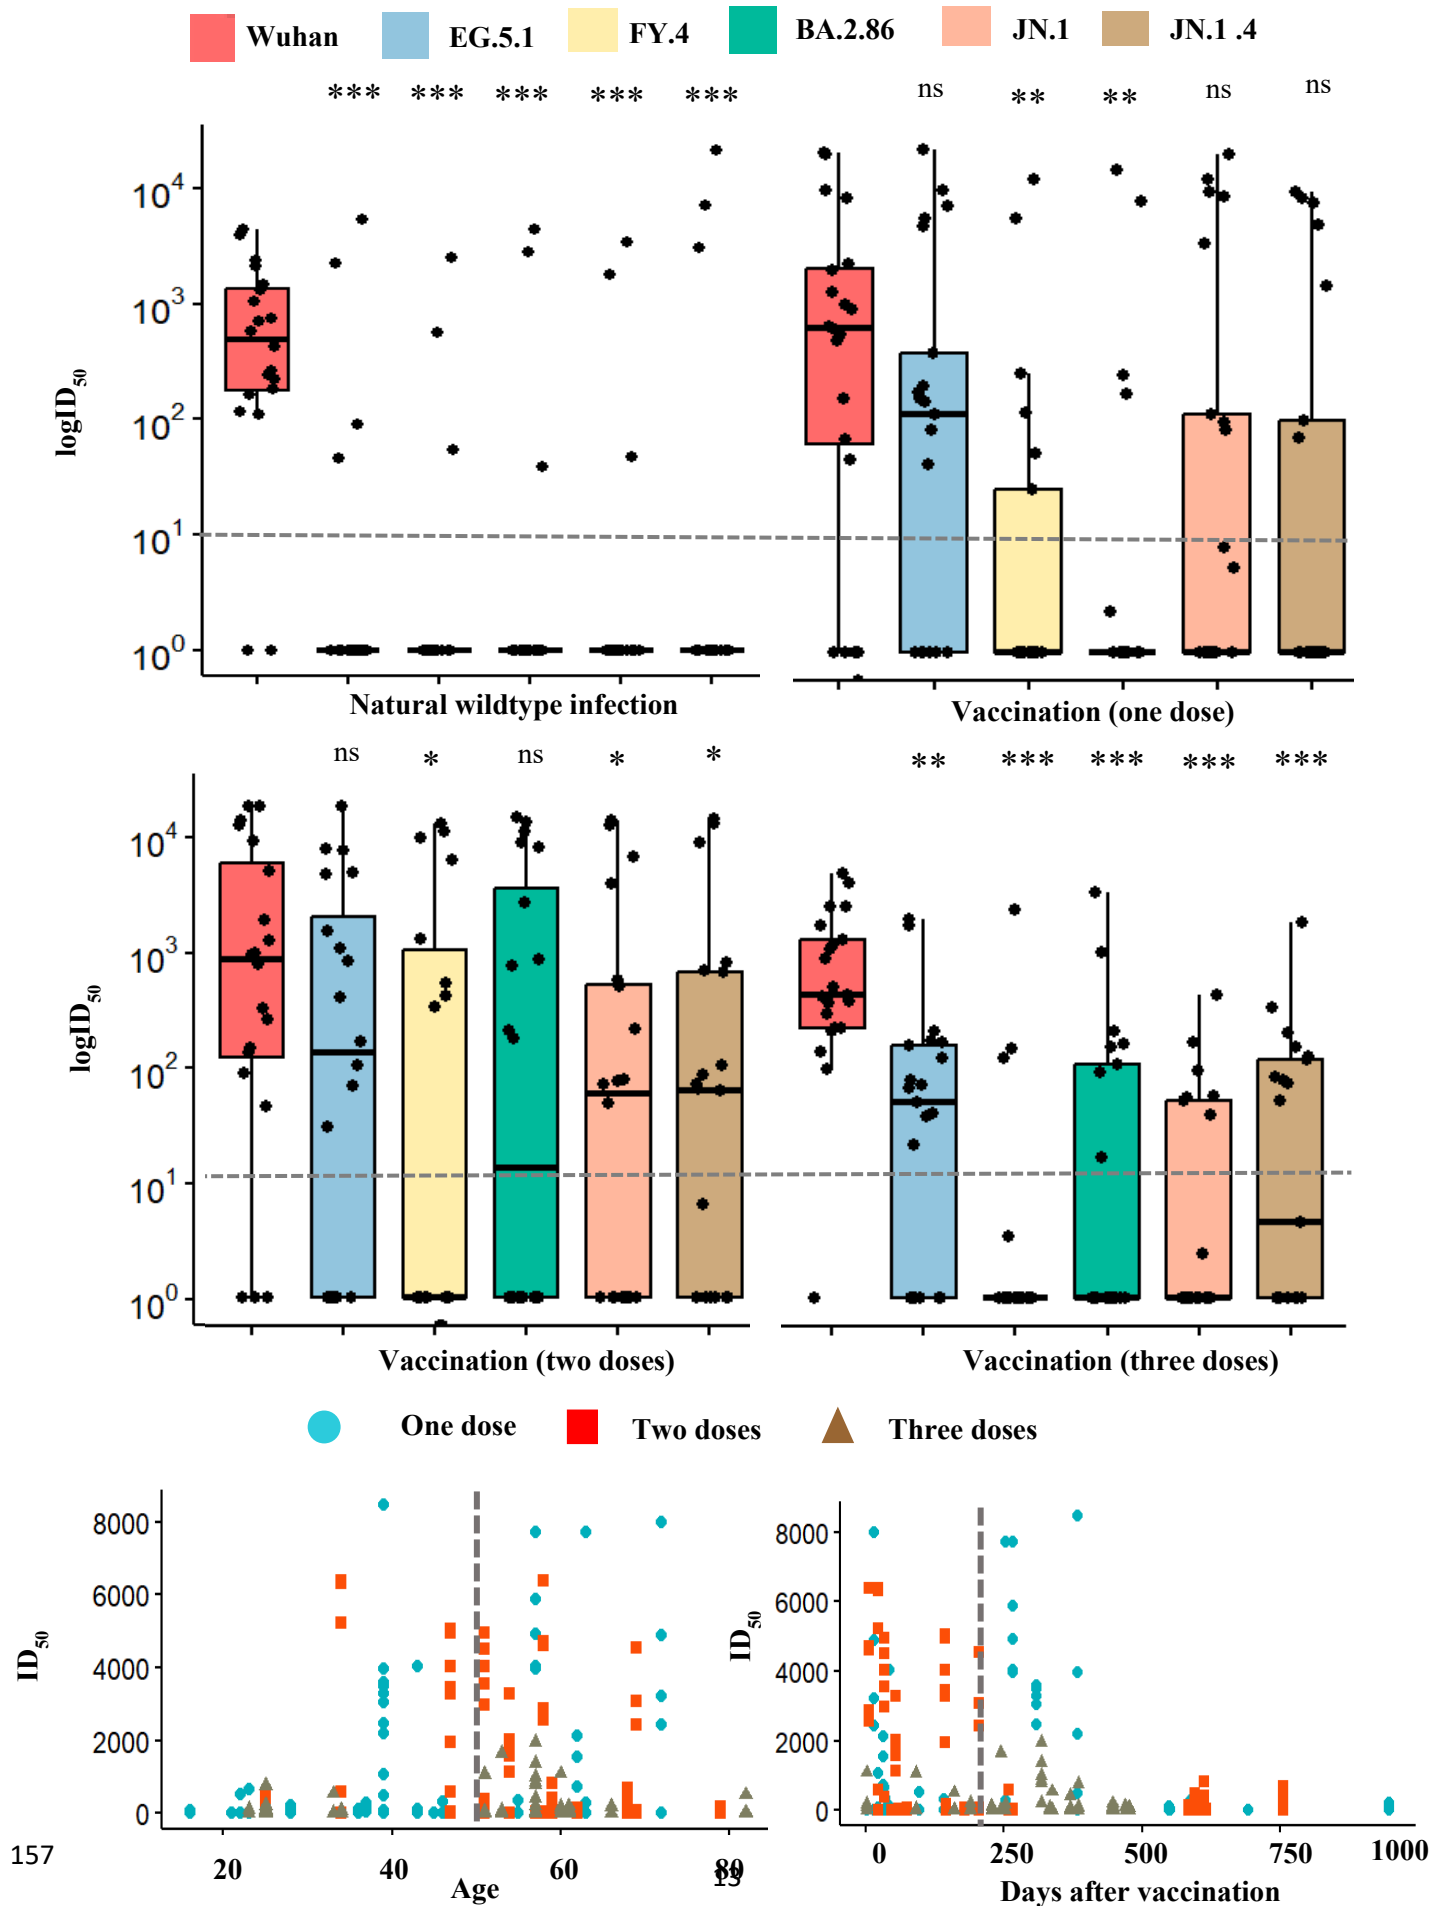 Wuhan EG.5.1 FY.4 BA.2.86 JN.1 JN.1 .4
*** *** *** *** *** ns ** ** ns ns
logID50
10^4
10^3
10^2
10^1
10^0
Natural wildtype infection Vaccination (one dose)
ns * ns * * ** *** *** *** ***
logID50
10^4
10^3
10^2
10^1
10^0
Vaccination (two doses) Vaccination (three doses)
One dose Two doses Three doses
ID50
8000
6000
4000
2000
0
20 40 60 80
Age
ID50
8000
6000
4000
2000
0
0 250 500 750 1000
Days after vaccination
157
13